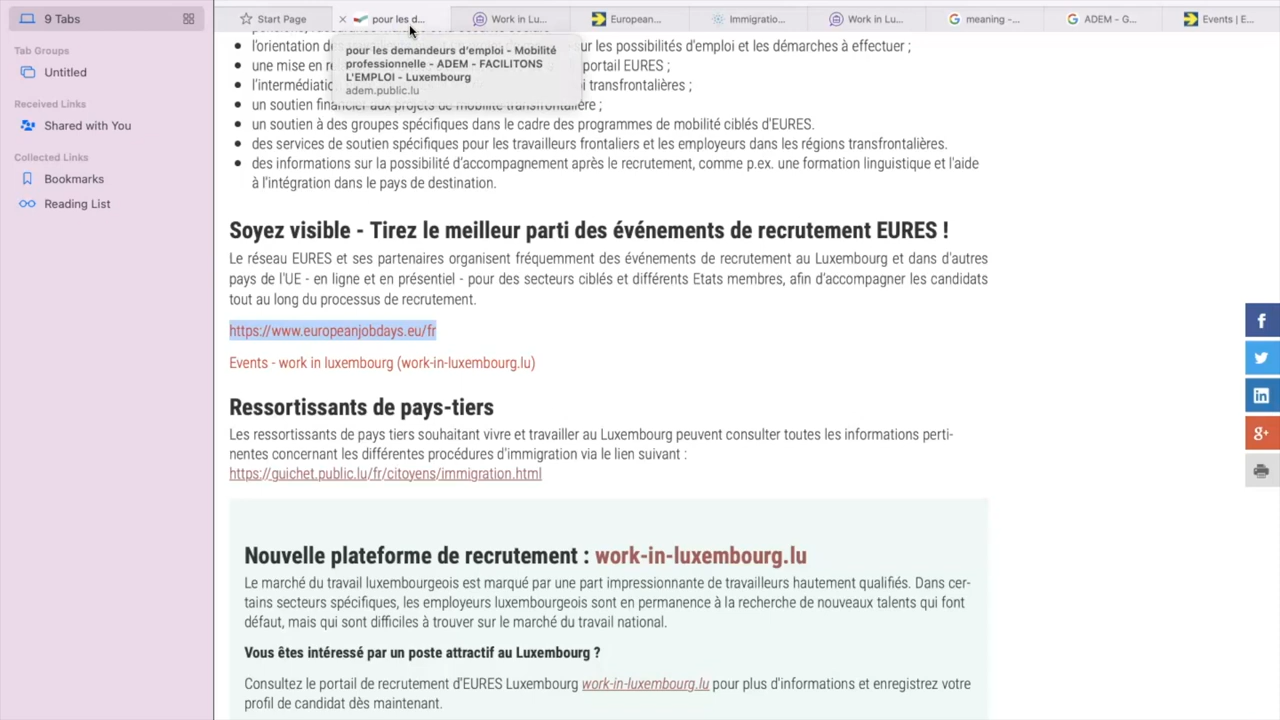 9 Tabs
Tab Groups
Untitled
Received Links
Shared with You
Collected Links
Bookmarks
Reading List
Start Page
pour les d...
Work in Lu...
European...
Immigratio...
Work in Lu...
meaning -...
ADEM - G...
Events | E...
pour les demandeurs d'emploi - Mobilité
professionnelle - ADEM - FACILITONS
L'EMPLOI - Luxembourg
adem.public.lu
l'orientation des ur les possibilités d'emploi et les démarches à effectuer ;
une mise en re portail EURES ;
l'intermédiati i transfrontalières ;
un soutien financier aux projets de mobilité transfrontalière ;
un soutien à des groupes spécifiques dans le cadre des programmes de mobilité ciblés d'EURES.
des services de soutien spécifiques pour les travailleurs frontaliers et les employeurs dans les régions transfrontalières.
des informations sur la possibilité d'accompagnement après le recrutement, comme p.ex. une formation linguistique et l'aide
à l'intégration dans le pays de destination.
Soyez visible - Tirez le meilleur parti des événements de recrutement EURES !
Le réseau EURES et ses partenaires organisent fréquemment des événements de recrutement au Luxembourg et dans d'autres
pays de l'UE - en ligne et en présentiel - pour des secteurs ciblés et différents Etats membres, afin d'accompagner les candidats
tout au long du processus de recrutement.
https://www.europeanjobdays.eu/fr
Events - work in luxembourg (work-in-luxembourg.lu)
Ressortissants de pays-tiers
Les ressortissants de pays tiers souhaitant vivre et travailler au Luxembourg peuvent consulter toutes les informations perti-
nentes concernant les différentes procédures d'immigration via le lien suivant :
https://guichet.public.lu/fr/citoyens/immigration.html
Nouvelle plateforme de recrutement : work-in-luxembourg.lu
Le marché du travail luxembourgeois est marqué par une part impressionnante de travailleurs hautement qualifiés. Dans cer-
tains secteurs spécifiques, les employeurs luxembourgeois sont en permanence à la recherche de nouveaux talents qui font
défaut, mais qui sont difficiles à trouver sur le marché du travail national.
Vous êtes intéressé par un poste attractif au Luxembourg ?
Consultez le portail de recrutement d'EURES Luxembourg work-in-luxembourg.lu pour plus d'informations et enregistrez votre
profil de candidat dès maintenant.